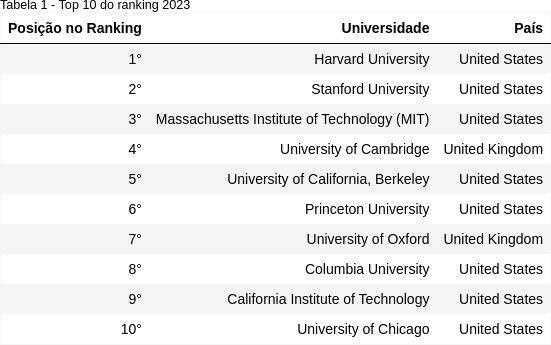 Tabela 1 - Top 10 do ranking 2023
Posição no Ranking Universidade País
1° Harvard University United States
2° Stanford University United States
3° Massachusetts Institute of Technology (MIT) United States
4° University of Cambridge United Kingdom
5° University of California, Berkeley United States
6° Princeton University United States
7° University of Oxford United Kingdom
8° Columbia University United States
9° California Institute of Technology United States
10° University of Chicago United States